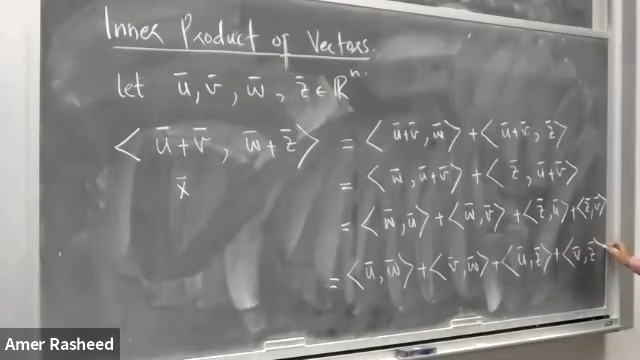 Inner Product of Vectors.
let ū, v̄, w̄, z̄ ∈ ℝⁿ.
⟨ ū+v̄, w̄+z̄ ⟩ = ⟨ ū+v̄, w̄ ⟩ + ⟨ ū+v̄, z̄ ⟩
x̄ = ⟨ w̄, ū+v̄ ⟩ + ⟨ z̄, ū+v̄ ⟩
= ⟨ w̄, ū ⟩ + ⟨ w̄, v̄ ⟩ + ⟨ z̄, ū ⟩ + ⟨ z̄, v̄ ⟩
= ⟨ ū, w̄ ⟩ + ⟨ v̄, w̄ ⟩ + ⟨ ū, z̄ ⟩ + ⟨ v̄, z̄
Amer Rasheed